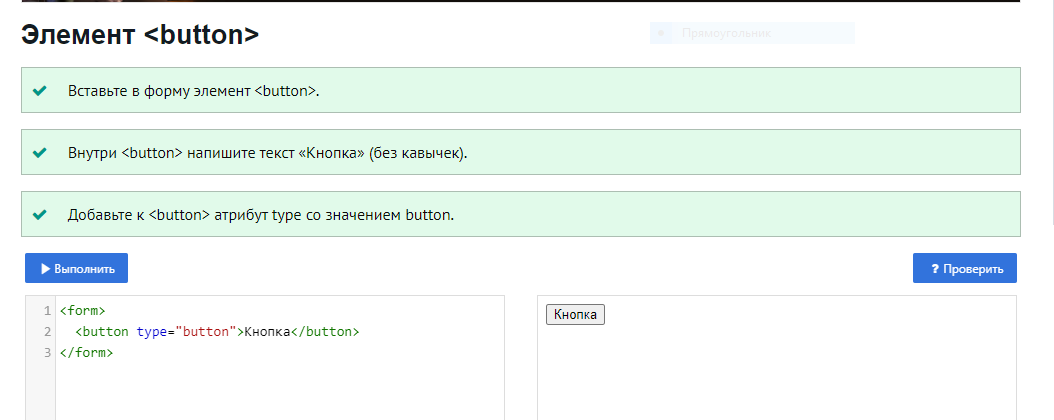 Элемент <button>
Прямоугольник
Вставьте в форму элемент <button>.
Внутри <button> напишите текст «Кнопка» (без кавычек).
Добавьте к <button> атрибут type со значением button.
Выполнить
? Проверить
1 <form>
2 <button type="button">Кнопка</button>
3 </form>
Кнопка